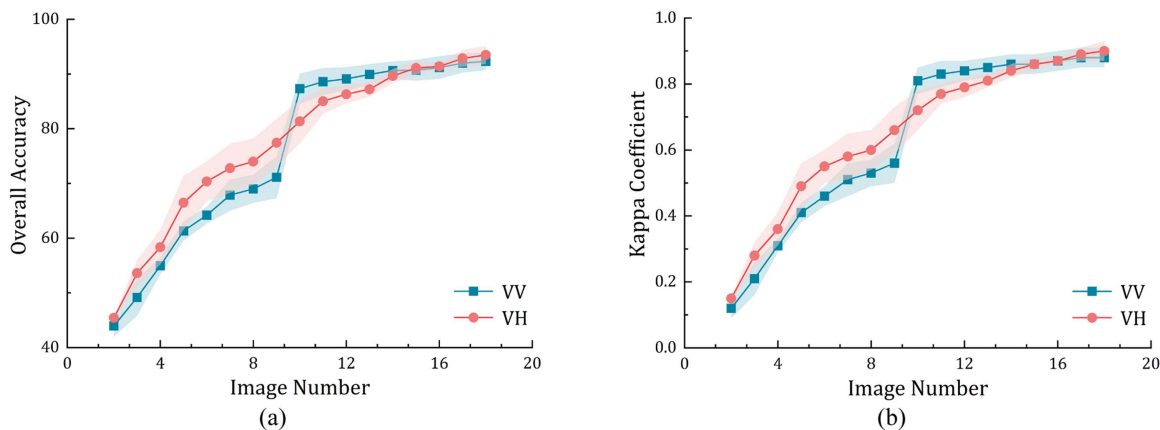 100
80
60
40
Overall Accuracy
VV
VH
0
4
8
12
16
20
Image Number
(a)
1.0
0.8
0.6
0.4
0.2
0.0
Kappa Coefficient
VV
VH
0
4
8
12
16
20
Image Number
(b)